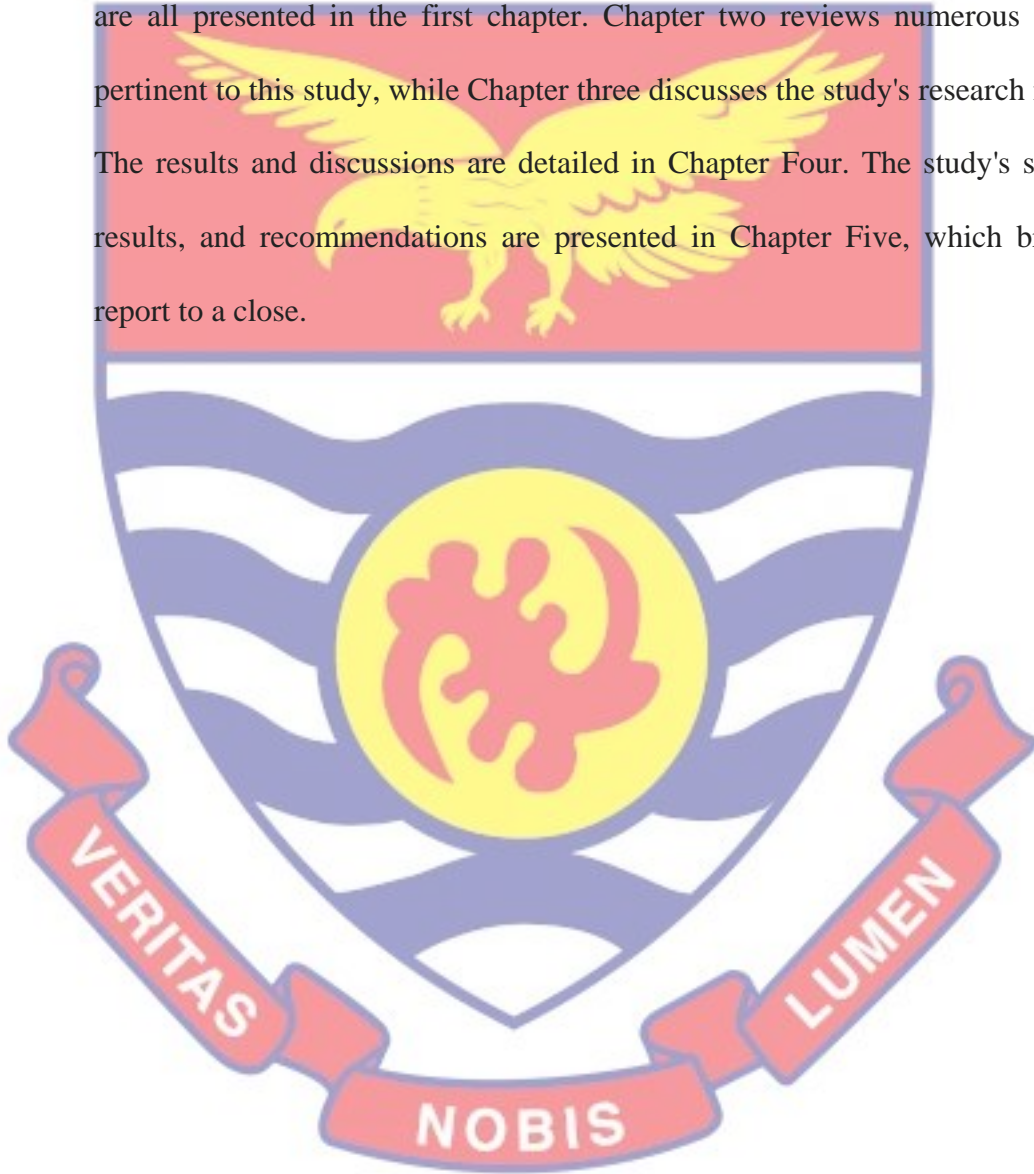 are all presented in the first chapter. Chapter two reviews numerous
pertinent to this study, while Chapter three discusses the study's research
The results and discussions are detailed in Chapter Four. The study's
results, and recommendations are presented in Chapter Five, which
report to a close.
VERITAS
NOBIS
LUMEN